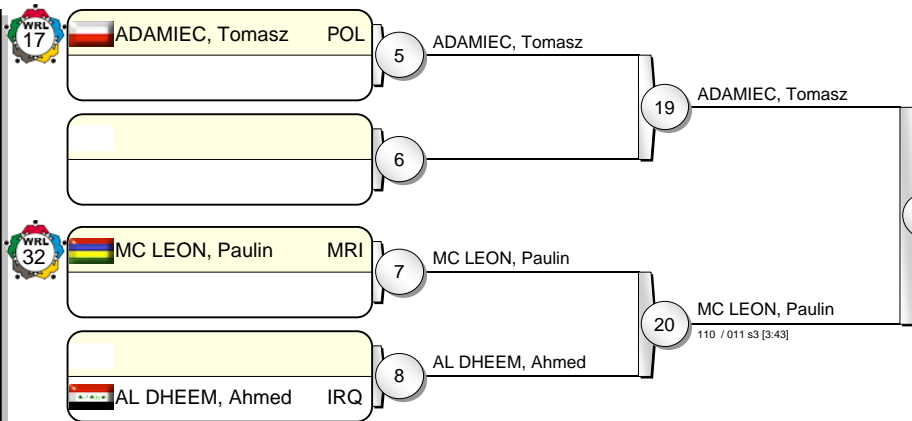 WRL
17
ADAMIEC, Tomasz POL
5
ADAMIEC, Tomasz
19
ADAMIEC, Tomasz
6
WRL
32
MC LEON, Paulin MRI
7
MC LEON, Paulin
20
MC LEON, Paulin
110 / 011 s3 [3:43]
8
AL DHEEM, Ahmed
AL DHEEM, Ahmed IRQ